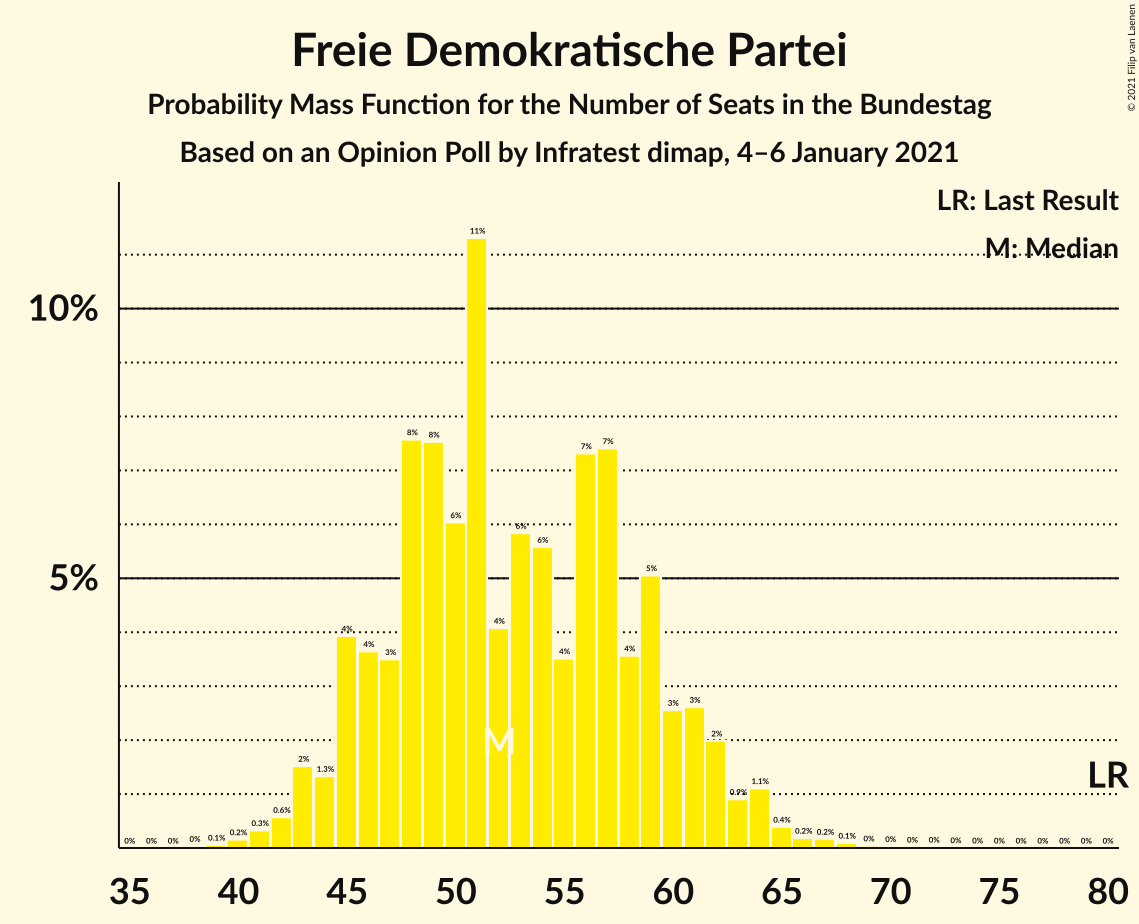 © 2021 Filip van Laenen
Freie Demokratische Partei
Probability Mass Function for the Number of Seats in the Bundestag
Based on an Opinion Poll by Infratest dimap, 4–6 January 2021
LR: Last Result
M: Median
10%
5%
0% 0% 0% 0% 0.1% 0.2% 0.3% 0.6% 2% 1.3% 4% 4% 3% 8% 8% 6% 11% 4% 6% 6% 4% 7% 7% 4% 5% 3% 3% 2% 0.9% 1.1% 0.4% 0.2% 0.2% 0.1% 0% 0% 0% 0% 0% 0% 0% 0% 0% 0% 0% 0%
M
LR
35 40 45 50 55 60 65 70 75 80